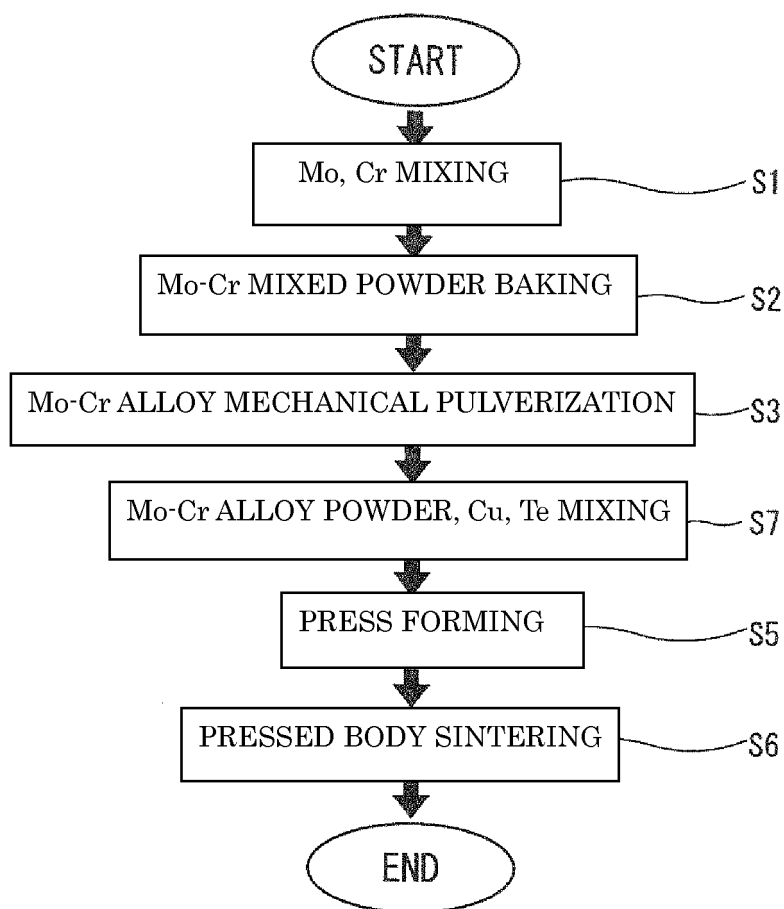 START
Mo, Cr MIXING
S1
Mo-Cr MIXED POWDER BAKING
S2
Mo-Cr ALLOY MECHANICAL PULVERIZATION
S3
Mo-Cr ALLOY POWDER, Cu, Te MIXING
S7
PRESS FORMING
S5
PRESSED BODY SINTERING
S6
END